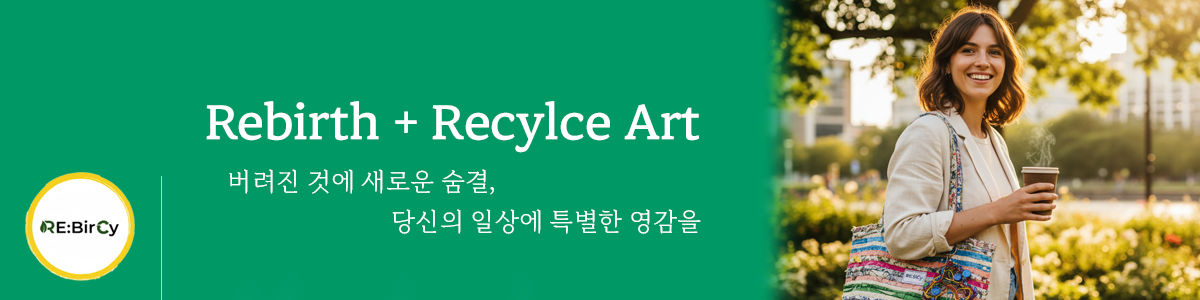 Rebirth + Recylce Art
버려진 것에 새로운 숨결,
당신의 일상에 특별한 영감을
RE:BirCy